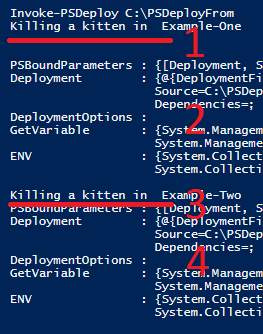 Invoke-PSDeploy C:\PSDeployFrom
Killing a kitten in  Example-One
1
PSBoundParameters : {[Deployment, S
Deployment        : {@{DeploymentFi
Source=C:\PSDep
Dependencies=;
DeploymentOptions :
2
GetVariable       : {System.Managem
System.Manageme
ENV               : {System.Collect
System.Collecti
Killing a kitten in  Example-Two
3
PSBoundParameters : {[Deployment, S
Deployment        : {@{DeploymentFi
Source=C:\PSDep
Dependencies=;
DeploymentOptions :
4
GetVariable       : {System.Managem
System.Manageme
ENV               : {System.Collect
System.Collecti